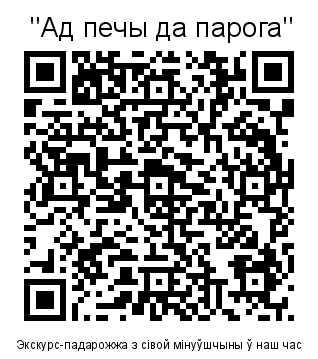 "Ад печы да парога"
Экскурс-падарожжа з сівой мінуўшчыны ў наш час